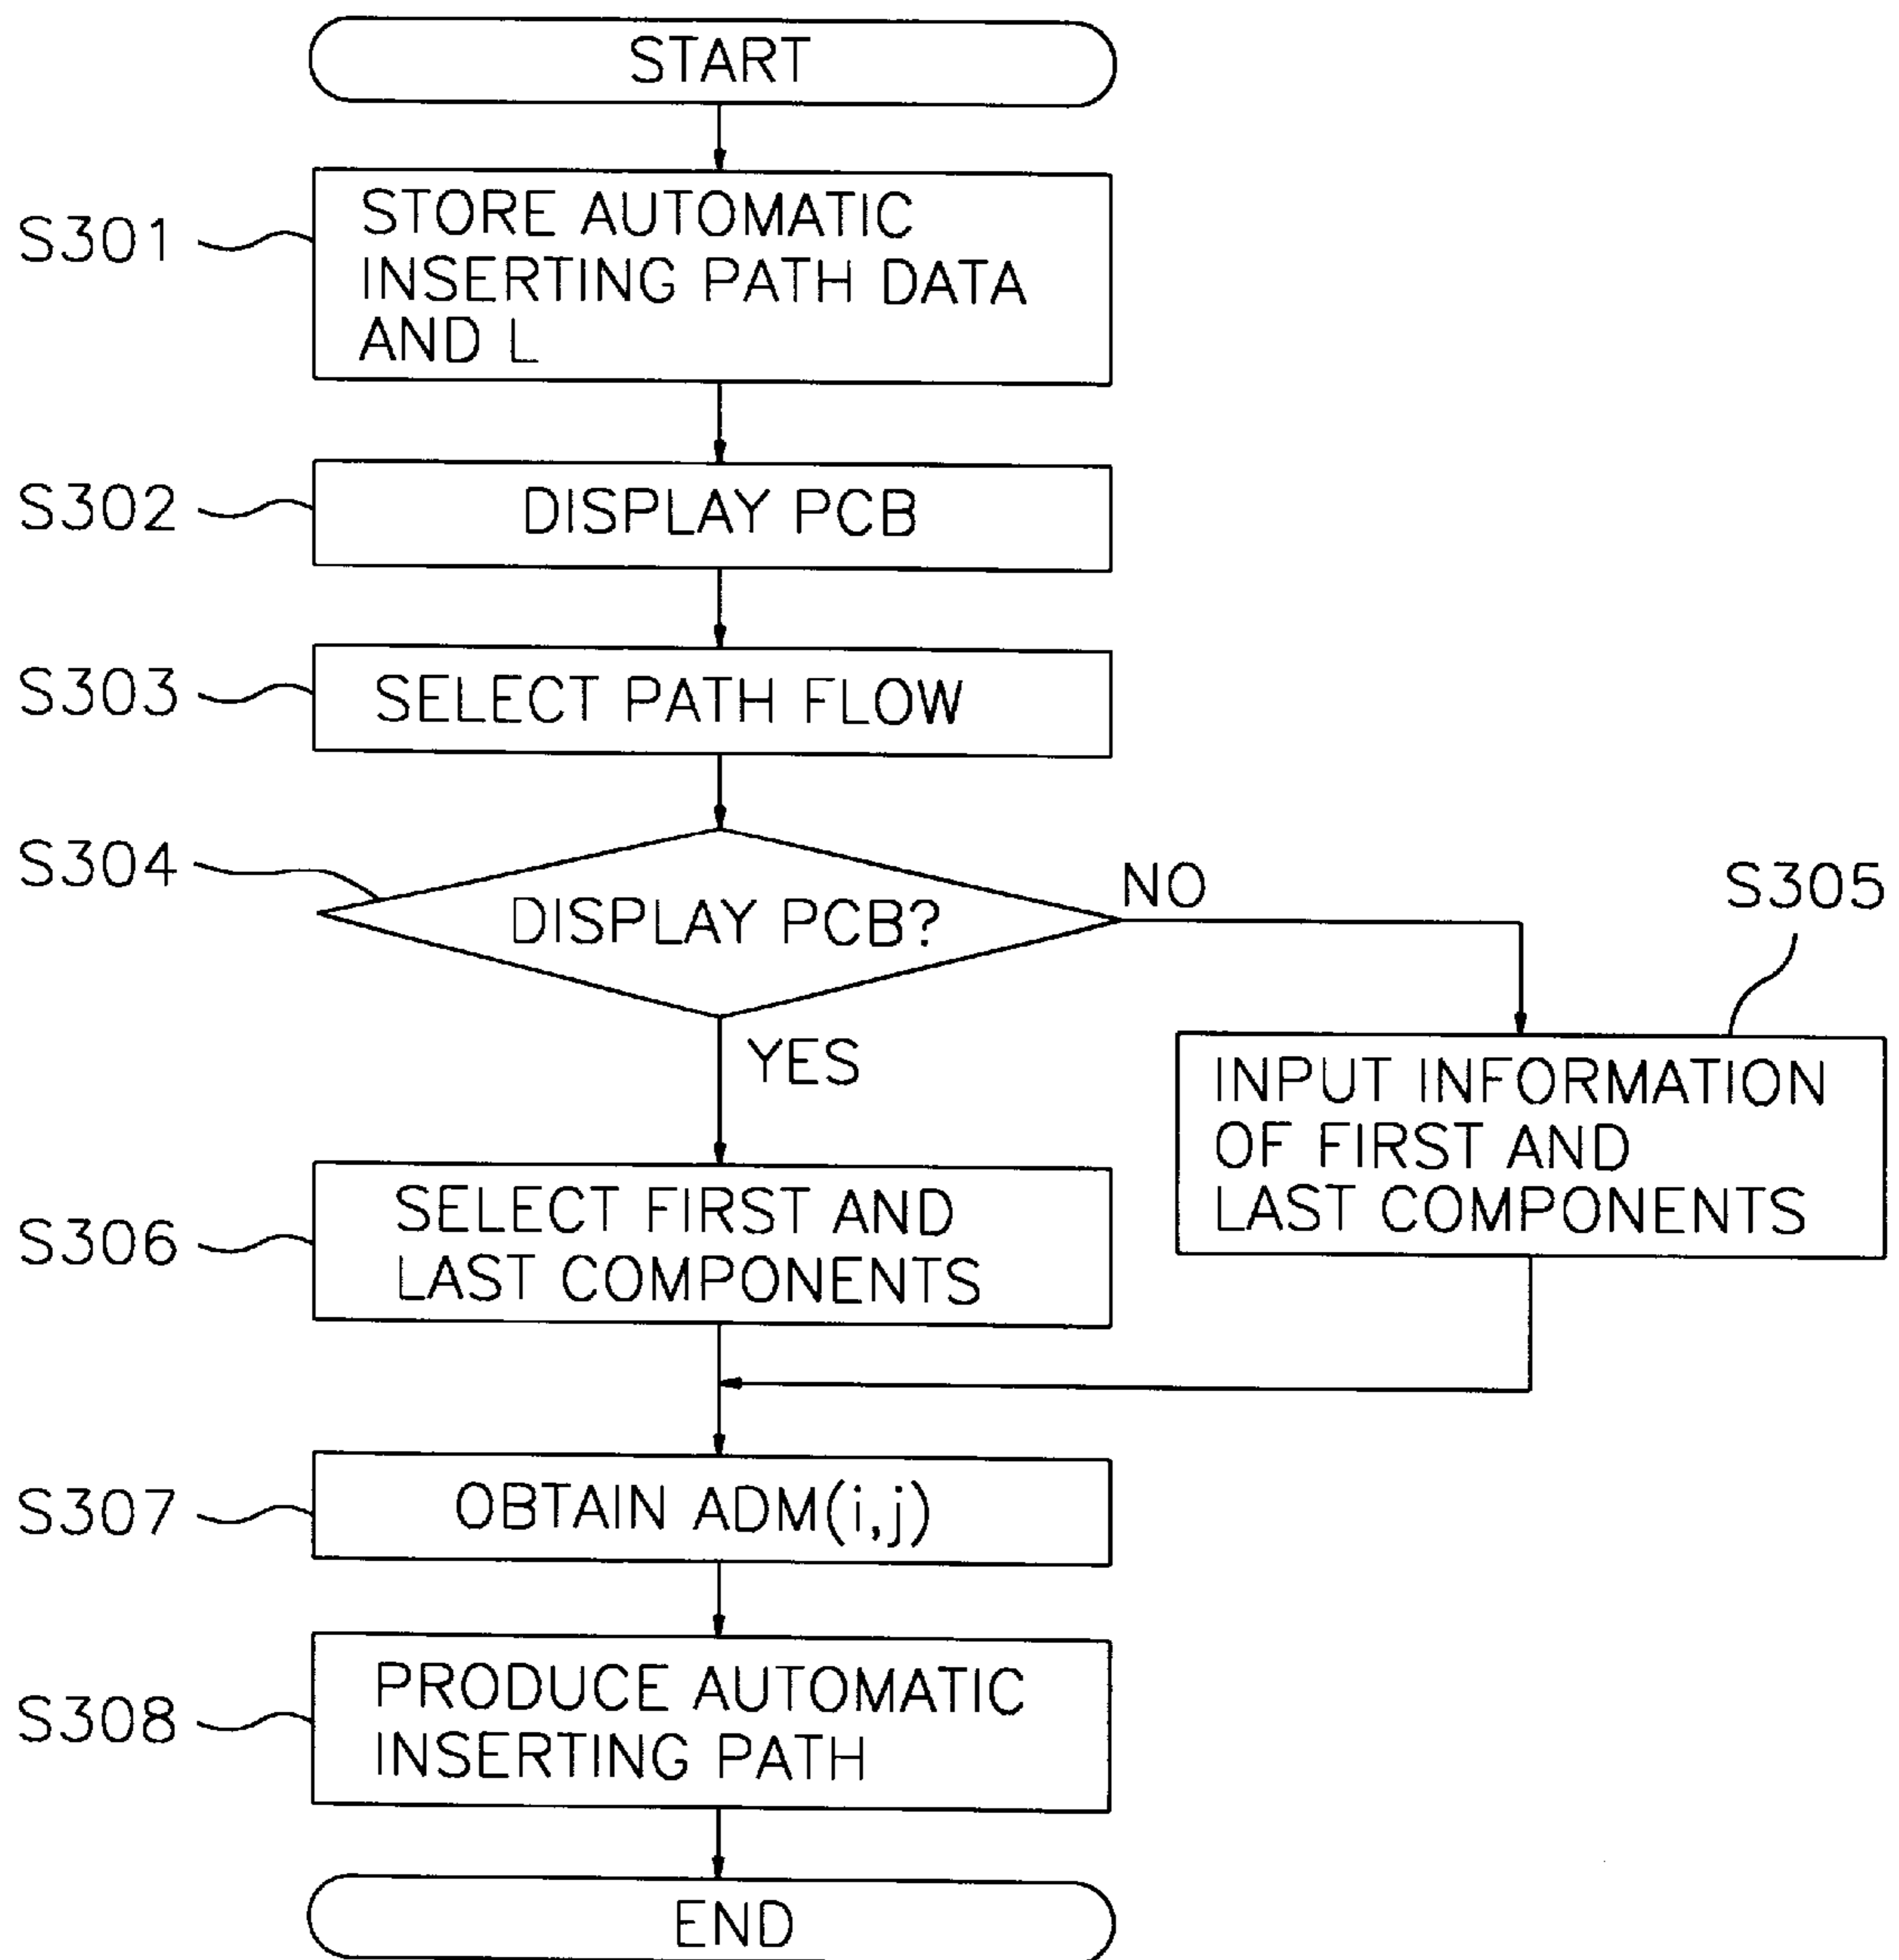 START
S301
STORE AUTOMATIC
INSERTING PATH DATA
AND L
S302
DISPLAY PCB
S303
SELECT PATH FLOW
S304
DISPLAY PCB?
NO
S305
YES
INPUT INFORMATION
OF FIRST AND
LAST COMPONENTS
S306
SELECT FIRST AND
LAST COMPONENTS
S307
OBTAIN ADM(i,j)
S308
PRODUCE AUTOMATIC
INSERTING PATH
END